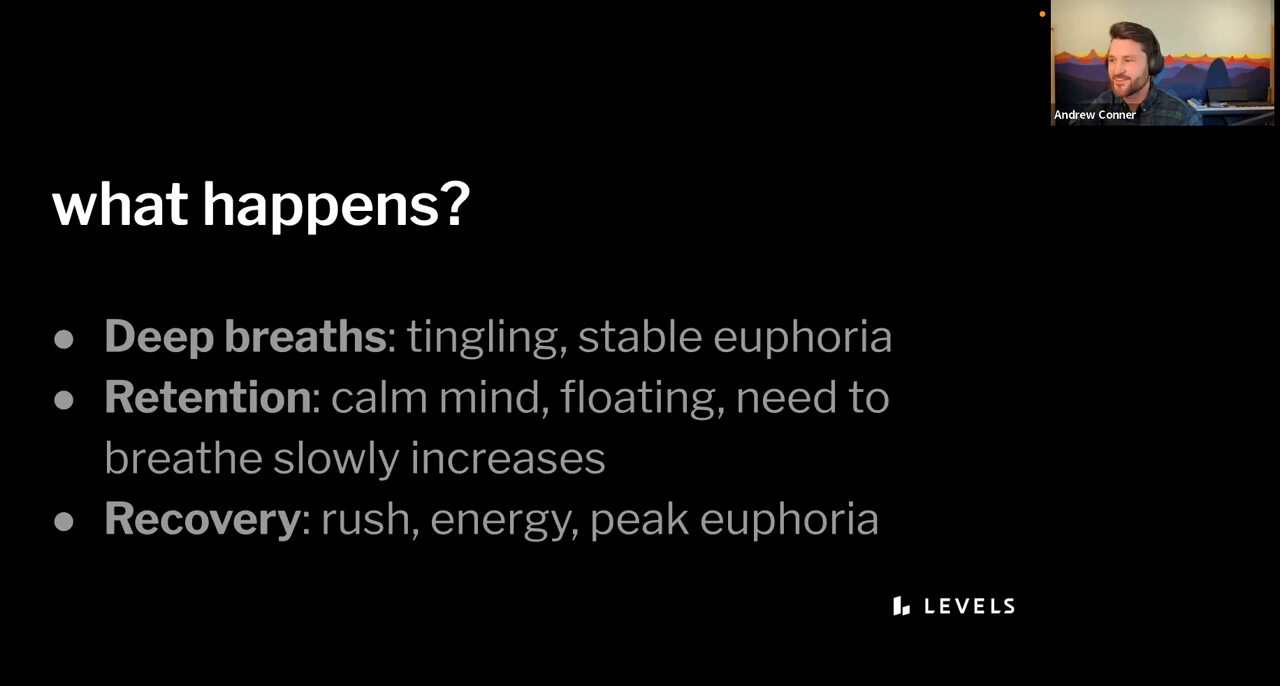 Andrew Conner
what happens?
● Deep breaths: tingling, stable euphoria
● Retention: calm mind, floating, need to
breathe slowly increases
● Recovery: rush, energy, peak euphoria
LEVELS